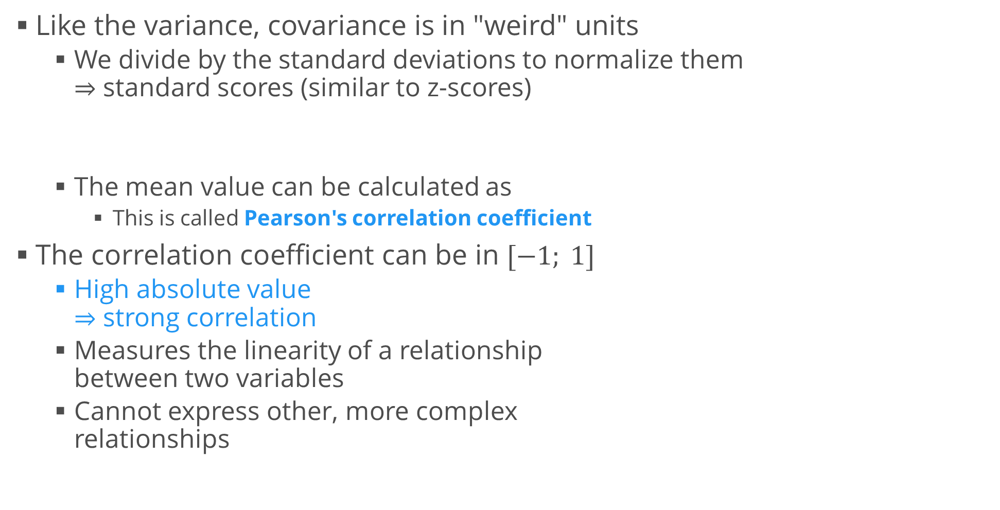 ▪ Like the variance, covariance is in "weird" units
▪ We divide by the standard deviations to normalize them
⇒ standard scores (similar to z-scores)
▪ The mean value can be calculated as
▪ This is called Pearson's correlation coefficient
▪ The correlation coefficient can be in [−1; 1]
▪ High absolute value
⇒ strong correlation
▪ Measures the linearity of a relationship
between two variables
▪ Cannot express other, more complex
relationships